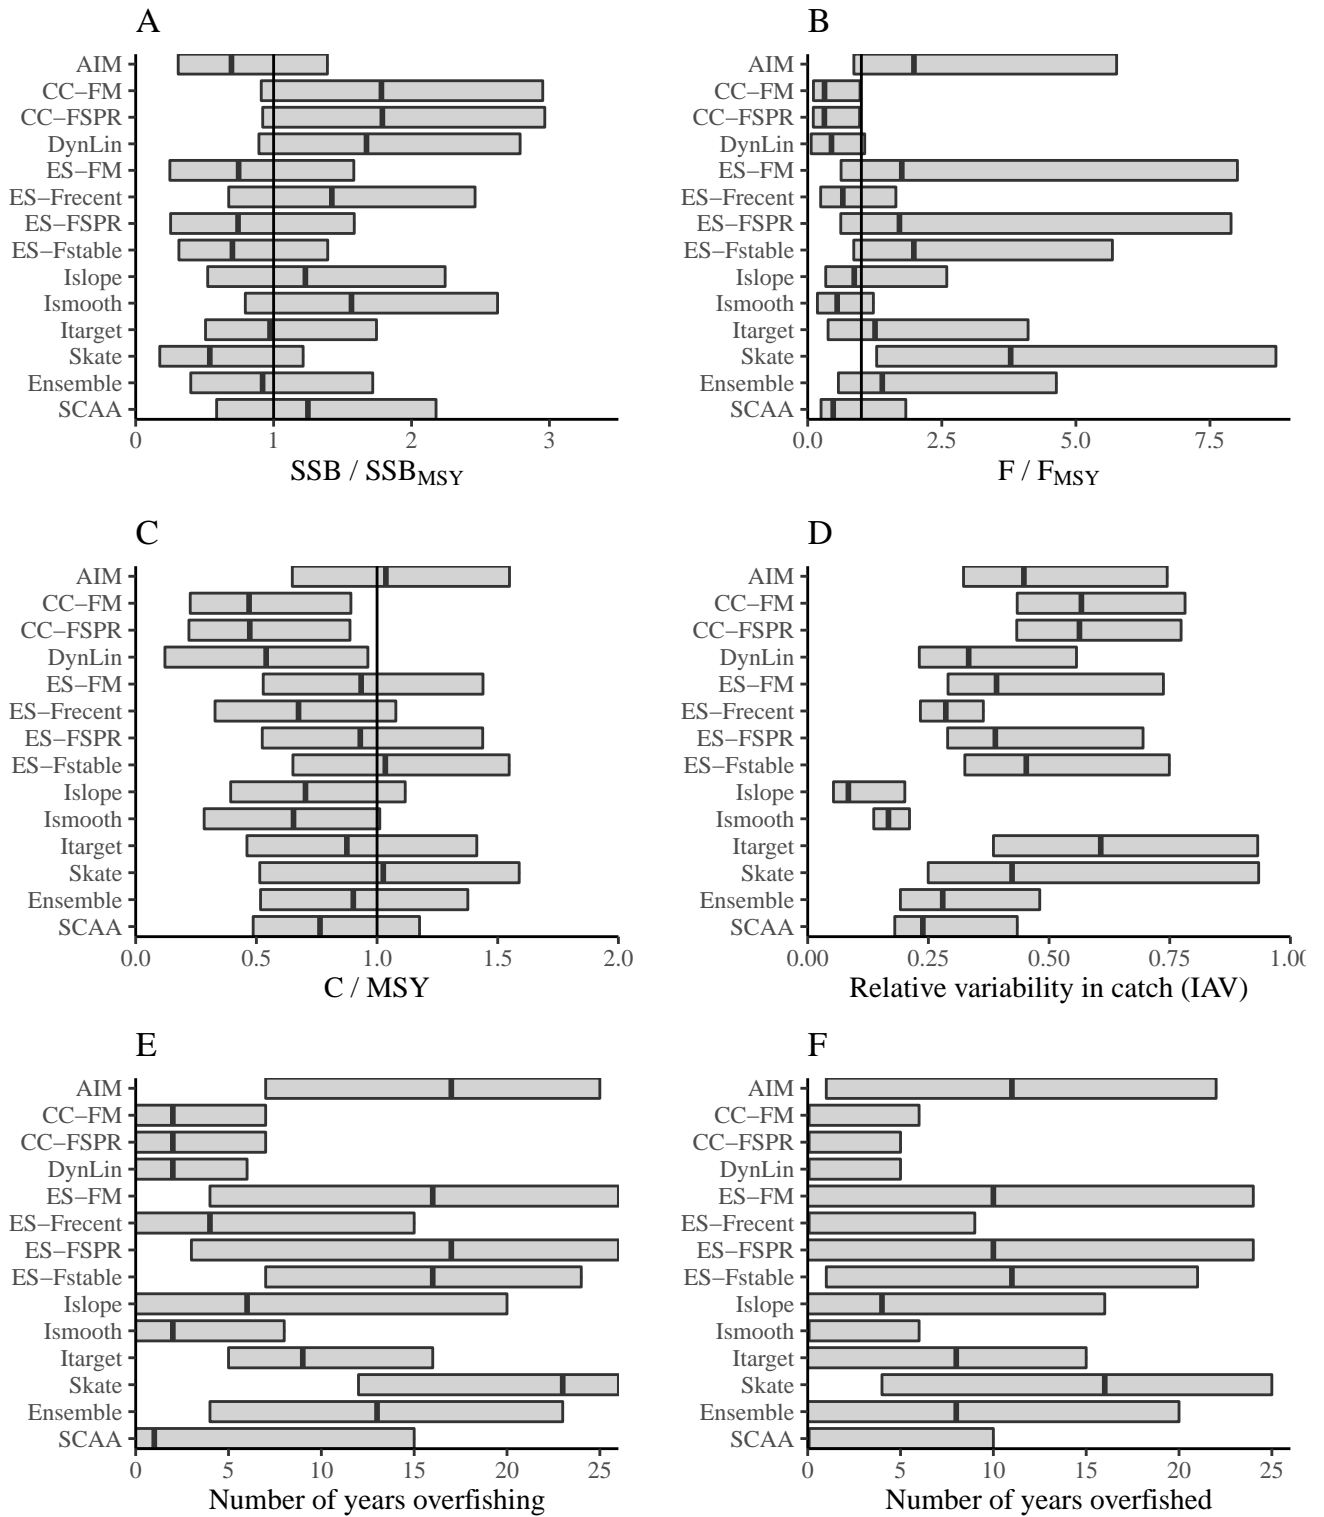 A
AIM
CC−FM
CC−FSPR
DynLin
ES−FM
ES−Frecent
ES−FSPR
ES−Fstable
Islope
Ismooth
Itarget
Skate
Ensemble
SCAA
0 1 2 3
SSB / SSBMSY
B
AIM
CC−FM
CC−FSPR
DynLin
ES−FM
ES−Frecent
ES−FSPR
ES−Fstable
Islope
Ismooth
Itarget
Skate
Ensemble
SCAA
0.0 2.5 5.0 7.5
F / FMSY
C
AIM
CC−FM
CC−FSPR
DynLin
ES−FM
ES−Frecent
ES−FSPR
ES−Fstable
Islope
Ismooth
Itarget
Skate
Ensemble
SCAA
0.0 0.5 1.0 1.5 2.0
C / MSY
D
AIM
CC−FM
CC−FSPR
DynLin
ES−FM
ES−Frecent
ES−FSPR
ES−Fstable
Islope
Ismooth
Itarget
Skate
Ensemble
SCAA
0.00 0.25 0.50 0.75 1.00
Relative variability in catch (IAV)
E
AIM
CC−FM
CC−FSPR
DynLin
ES−FM
ES−Frecent
ES−FSPR
ES−Fstable
Islope
Ismooth
Itarget
Skate
Ensemble
SCAA
0 5 10 15 20 25
Number of years overfishing
F
AIM
CC−FM
CC−FSPR
DynLin
ES−FM
ES−Frecent
ES−FSPR
ES−Fstable
Islope
Ismooth
Itarget
Skate
Ensemble
SCAA
0 5 10 15 20 25
Number of years overfished